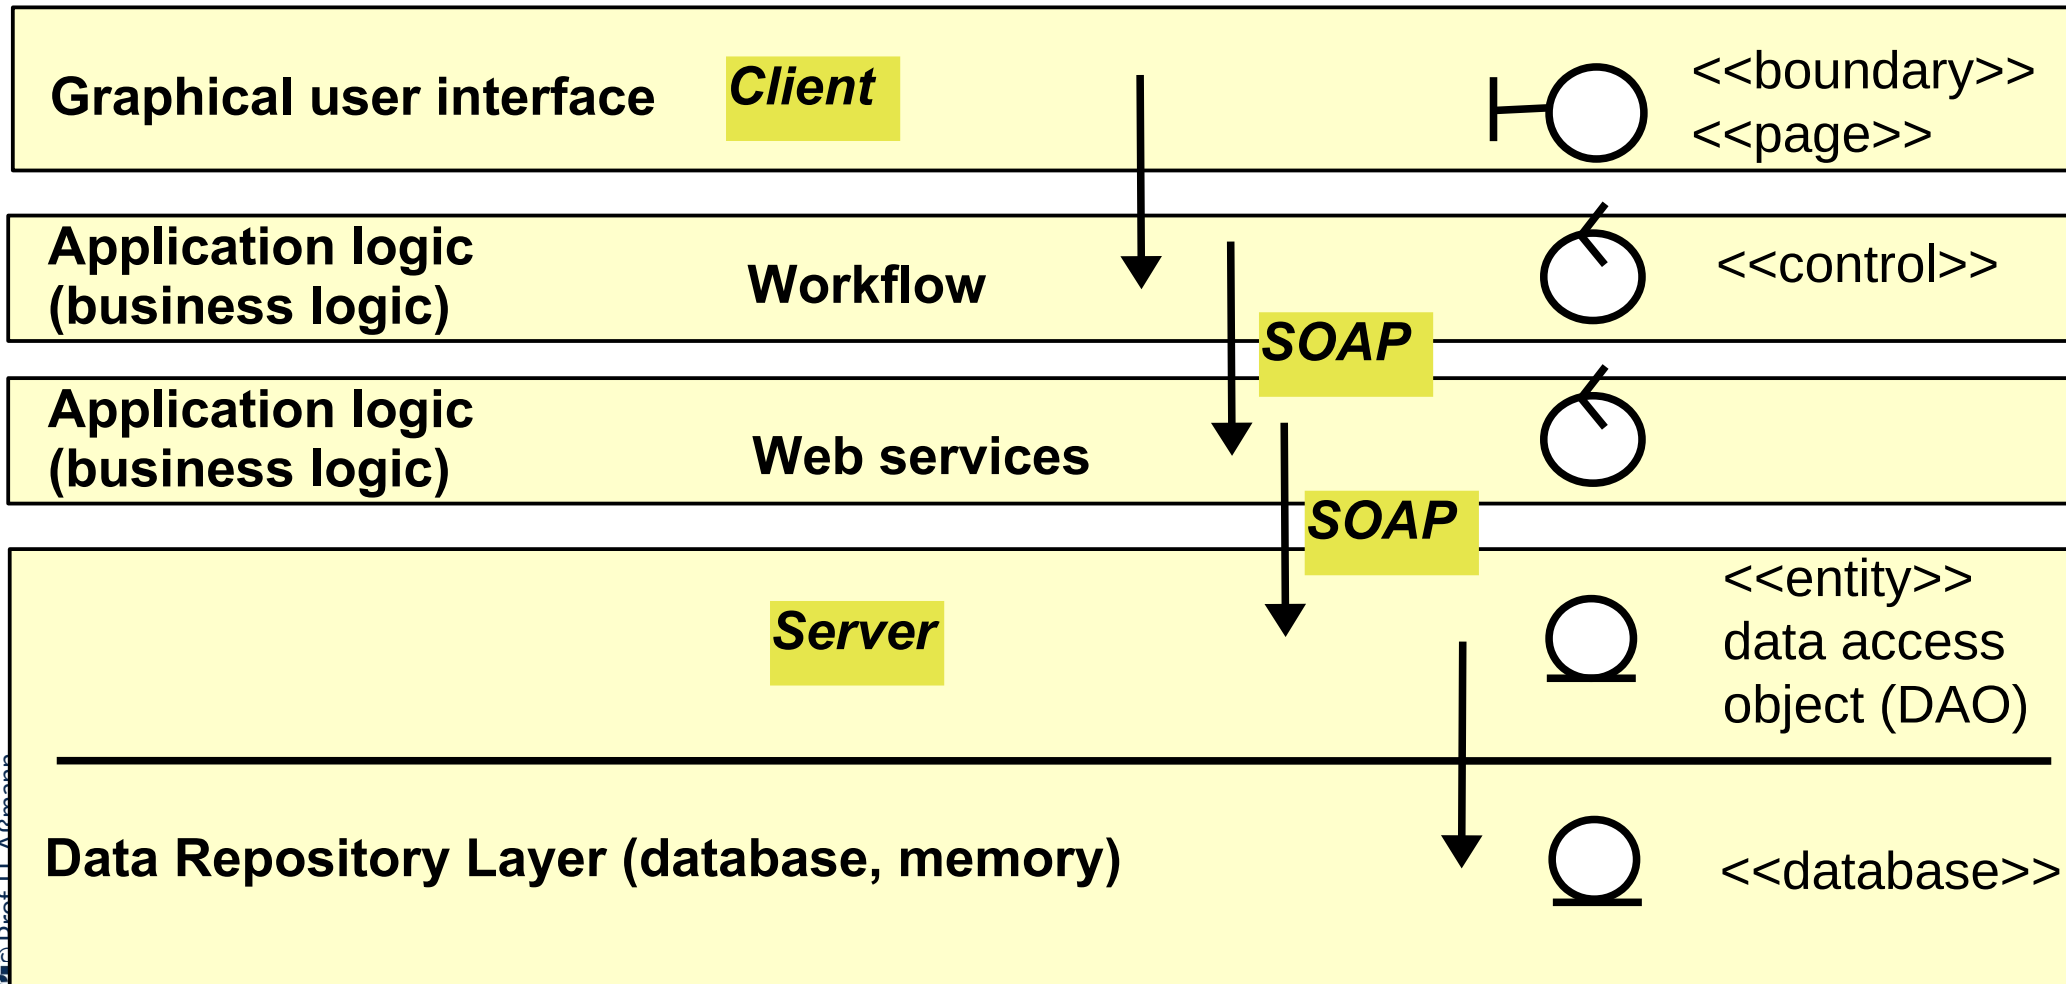 Graphical user interface
Client
<<boundary>>
<<page>>
Application logic
(business logic)
Workflow
<<control>>
SOAP
Application logic
(business logic)
Web services
SOAP
Server
<<entity>>
data access
object (DAO)
Data Repository Layer (database, memory)
<<database>>